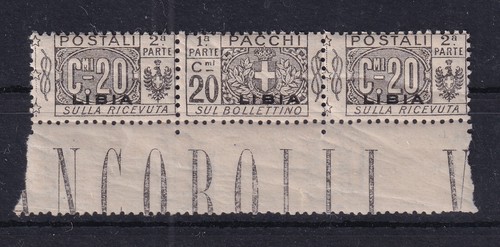 POSTALI 2ª PARTE 1ª PARTE PACCHI POSTALI 2ª PARTE
C.MI 20 C.mi 20 C.MI 20
LIBIA LIBIA LIBIA
SULLA RICEVUTA SUL BOLLETTINO SULLA RICEVUTA